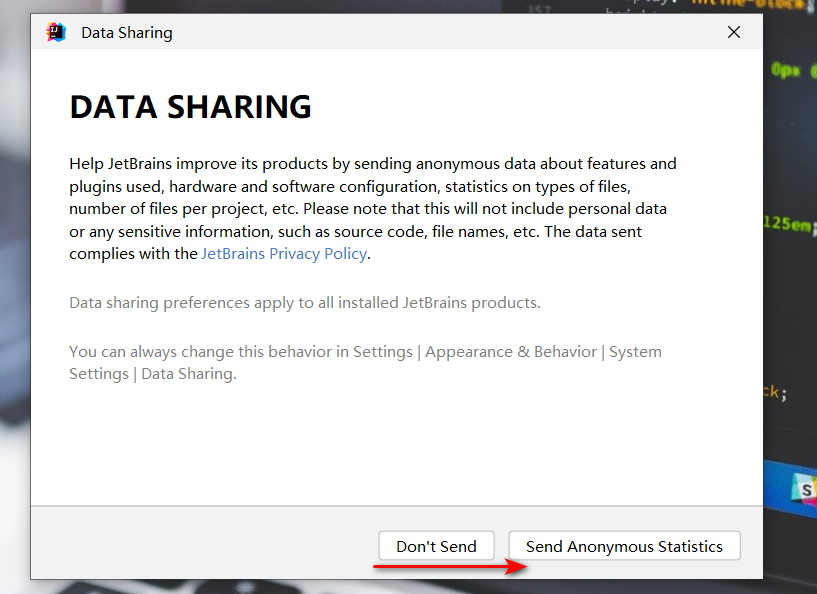 Data Sharing
DATA SHARING
Help JetBrains improve its products by sending anonymous data about features and
plugins used, hardware and software configuration, statistics on types of files,
number of files per project, etc. Please note that this will not include personal data
or any sensitive information, such as source code, file names, etc. The data sent
complies with the JetBrains Privacy Policy.
Data sharing preferences apply to all installed JetBrains products.
You can always change this behavior in Settings | Appearance & Behavior | System
Settings | Data Sharing.
Don't Send
Send Anonymous Statistics
0px
125em;
ck;
S